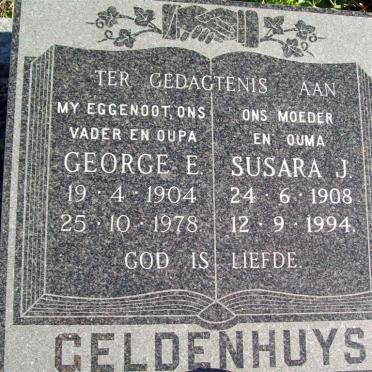 TER GEDAGTENIS AAN
MY EGGENOOT, ONS
VADER EN OUPA
GEORGE E.
19 · 4 · 1904
25 · 10 · 1978
ONS MOEDER
EN OUMA
SUSARA J.
24 · 6 · 1908
12 · 9 · 1994.
GOD IS LIEFDE.
GELDENHUYS